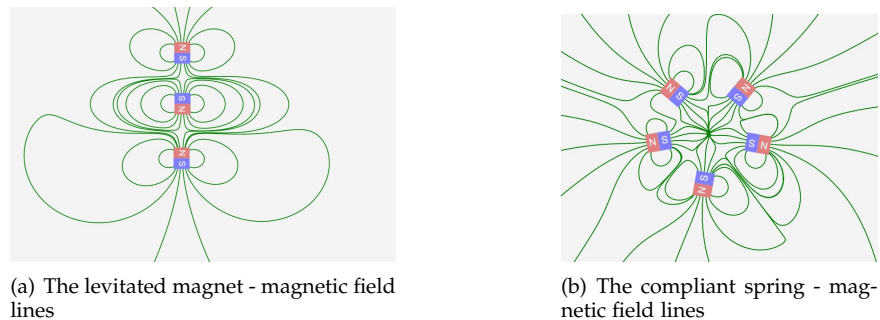 N
S
S
N
N
S
N S
S N
N S
S N
S
N
(a) The levitated magnet - magnetic field
lines
(b) The compliant spring - mag-
netic field lines